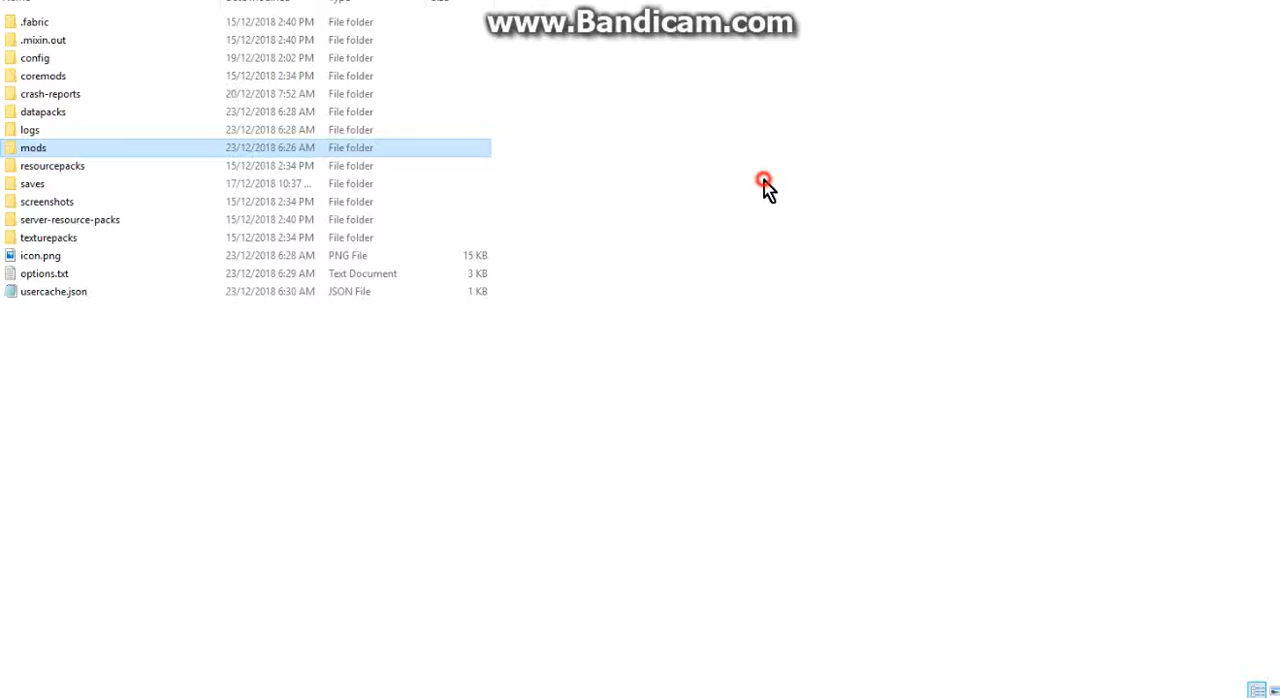 www.Bandicam.com
.fabric 15/12/2018 2:40 PM File folder
.mixin.out 15/12/2018 2:40 PM File folder
config 19/12/2018 2:02 PM File folder
coremods 15/12/2018 2:34 PM File folder
crash-reports 20/12/2018 7:52 AM File folder
datapacks 23/12/2018 6:28 AM File folder
logs 23/12/2018 6:28 AM File folder
mods 23/12/2018 6:26 AM File folder
resourcepacks 15/12/2018 2:34 PM File folder
saves 17/12/2018 10:37 ... File folder
screenshots 15/12/2018 2:34 PM File folder
server-resource-packs 15/12/2018 2:40 PM File folder
texturepacks 15/12/2018 2:34 PM File folder
icon.png 23/12/2018 6:28 AM PNG File 15 KB
options.txt 23/12/2018 6:29 AM Text Document 3 KB
usercache.json 23/12/2018 6:30 AM JSON File 1 KB